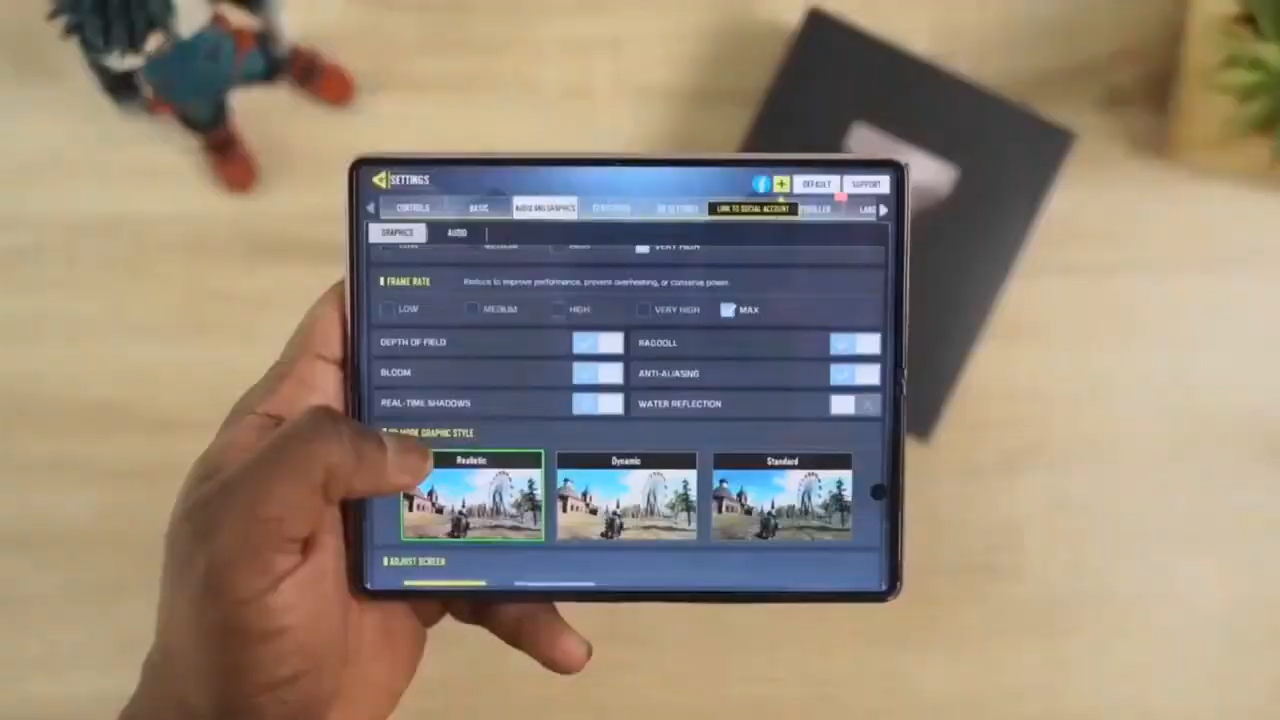 SETTINGS
DEFAULT
SUPPORT
CONTROLS
BASIC
AUDIO AND GRAPHICS
LINK TO SOCIAL ACCOUNT
GRAPHICS
AUDIO
VERY HIGH
FRAME RATE
Reduce to improve performance, prevent overheating, or conserve power.
LOW
MEDIUM
HIGH
VERY HIGH
MAX
DEPTH OF FIELD
RAGDOLL
BLOOM
ANTI-ALIASING
REAL-TIME SHADOWS
WATER REFLECTION
MODE GRAPHIC STYLE
Realistic
Dynamic
Standard
ADJUST SCREEN